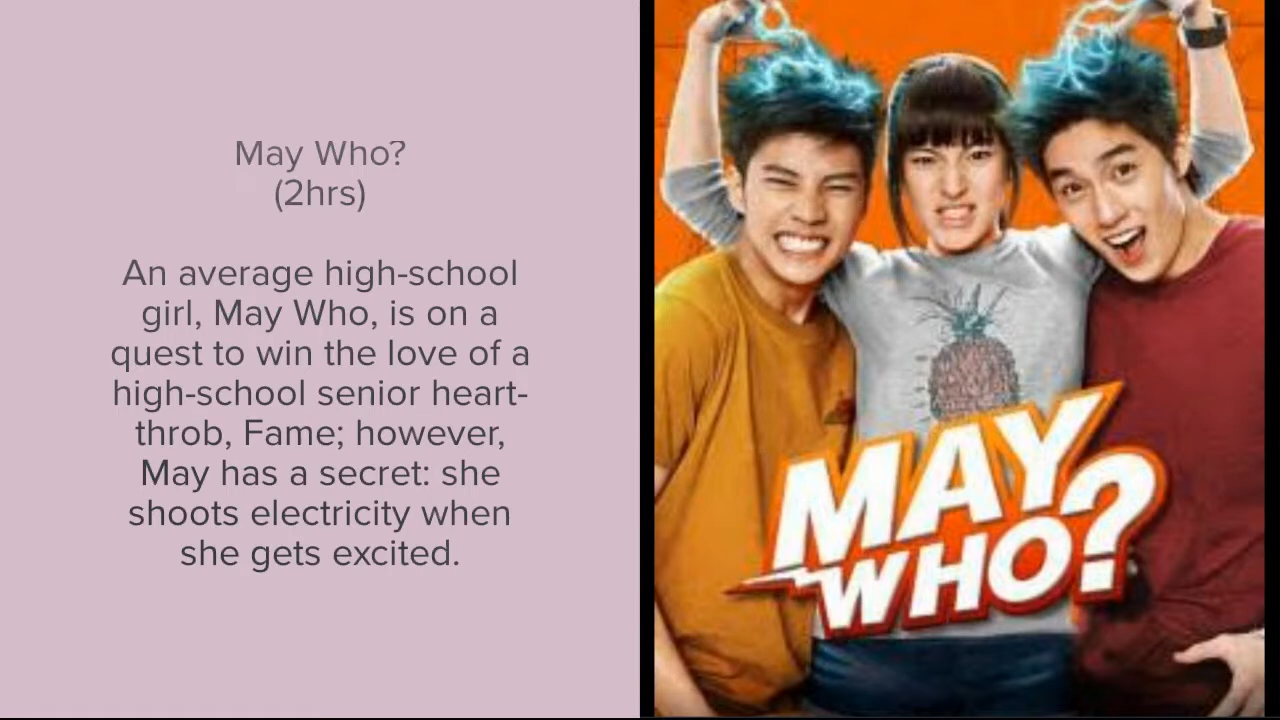 May Who?
(2hrs)
An average high-school
girl, May Who, is on a
quest to win the love of a
high-school senior heart-
throb, Fame; however,
May has a secret: she
shoots electricity when
she gets excited.
MAY
WHO?